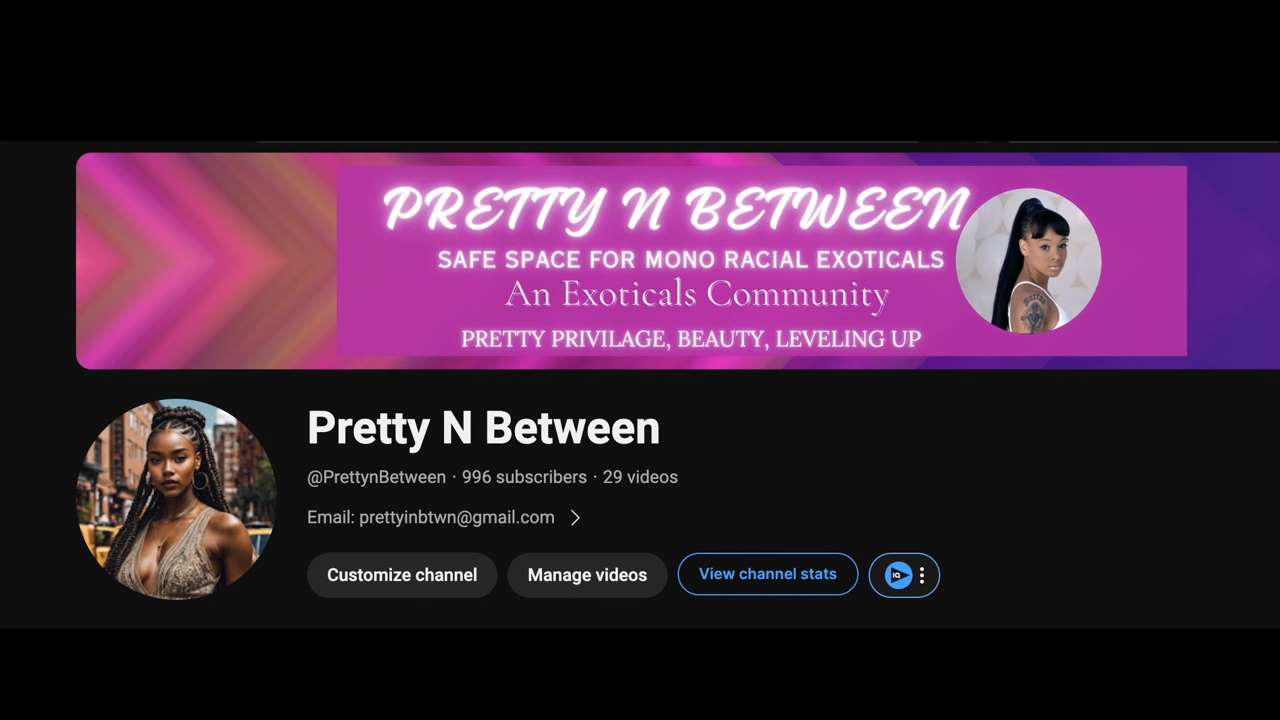 PRETTY N BETWEEN
SAFE SPACE FOR MONO RACIAL EXOTICALS
An Exoticals Community
PRETTY PRIVILAGE, BEAUTY, LEVELING UP
Pretty N Between
@PrettynBetween · 996 subscribers · 29 videos
Email: prettyinbtwn@gmail.com
Customize channel Manage videos View channel stats IQ